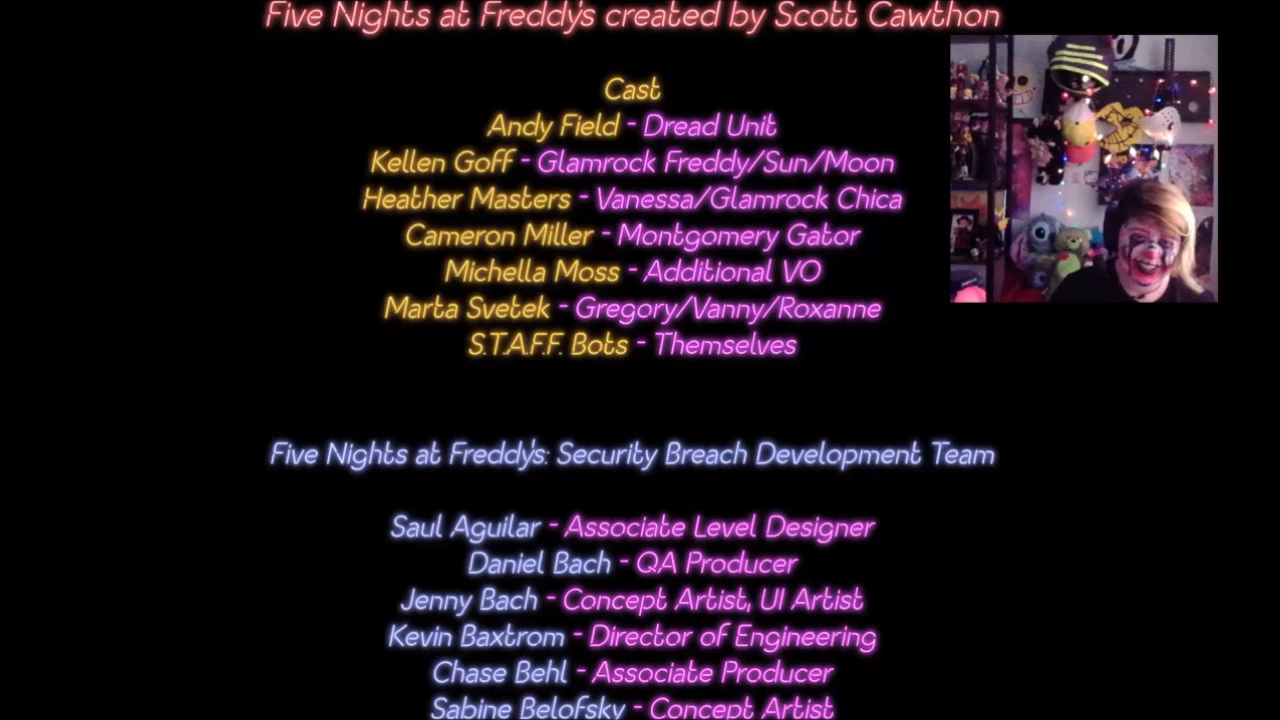 Five Nights at Freddy's created by Scott Cawthon
Cast
Andy Field - Dread Unit
Kellen Goff - Glamrock Freddy/Sun/Moon
Heather Masters - Vanessa/Glamrock Chica
Cameron Miller - Montgomery Gator
Michella Moss - Additional VO
Marta Svetek - Gregory/Vanny/Roxanne
S.T.A.F.F. Bots - Themselves
Five Nights at Freddy's: Security Breach Development Team
Saul Aguilar - Associate Level Designer
Daniel Bach - QA Producer
Jenny Bach - Concept Artist, UI Artist
Kevin Baxtrom - Director of Engineering
Chase Behl - Associate Producer
Sabine Belofsky - Concept Artist